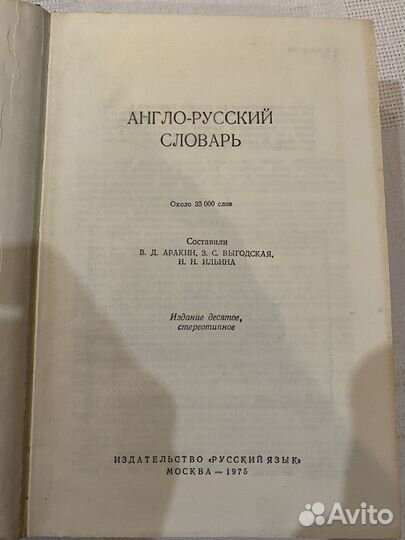 АНГЛО-РУССКИЙ
СЛОВАРЬ
Около 35 000 слов
Составили
В. Д. АРАКИН, З. С. ВЫГОДСКАЯ,
Н. Н. ИЛЬИНА
Издание десятое,
стереотипное
ИЗДАТЕЛЬСТВО «РУССКИЙ ЯЗЫК»
МОСКВА — 1975
Avito